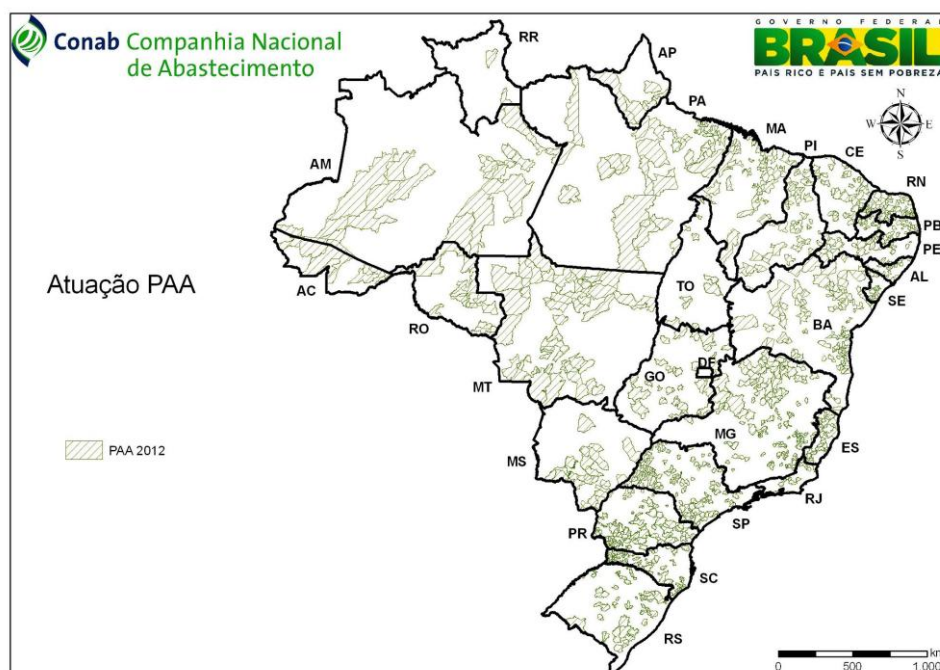 Conab Companhia Nacional
de Abastecimento
GOVERNO FEDERAL
BRASIL
PAÍS RICO É PAÍS SEM POBREZA
N
W E
S
RR
AP
PA
MA
PI
CE
RN
PB
PE
AL
SE
AM
AC
RO
TO
BA
MT
GO
DF
MG
ES
MS
RJ
SP
PR
SC
RS
Atuação PAA
PAA 2012
km
0 500 1.000